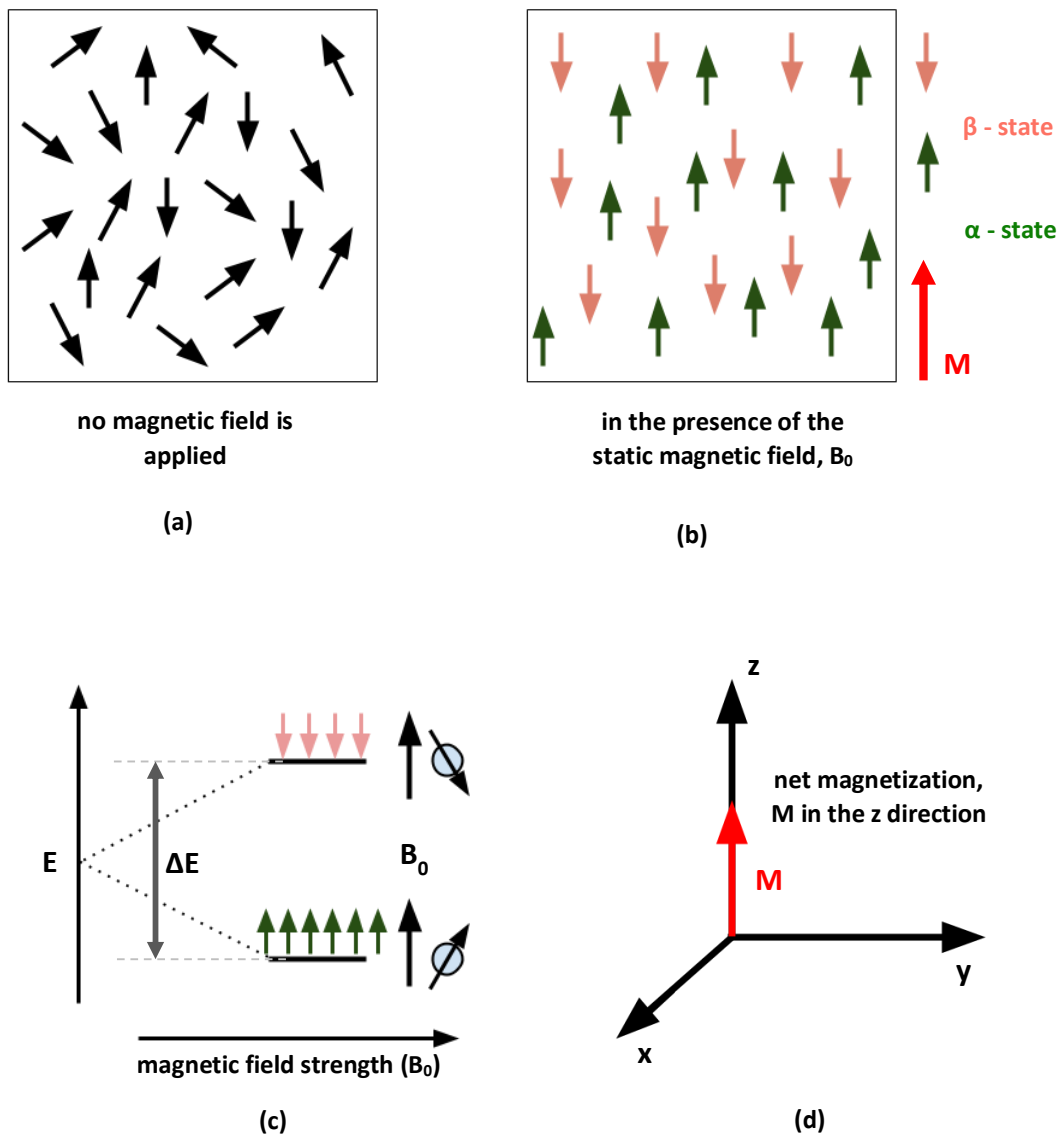 β - state
α - state
M
no magnetic field is
applied
in the presence of the
static magnetic field, B₀
(a)
(b)
z
net magnetization,
M in the z direction
E
ΔE
B₀
M
y
x
magnetic field strength (B₀)
(c)
(d)